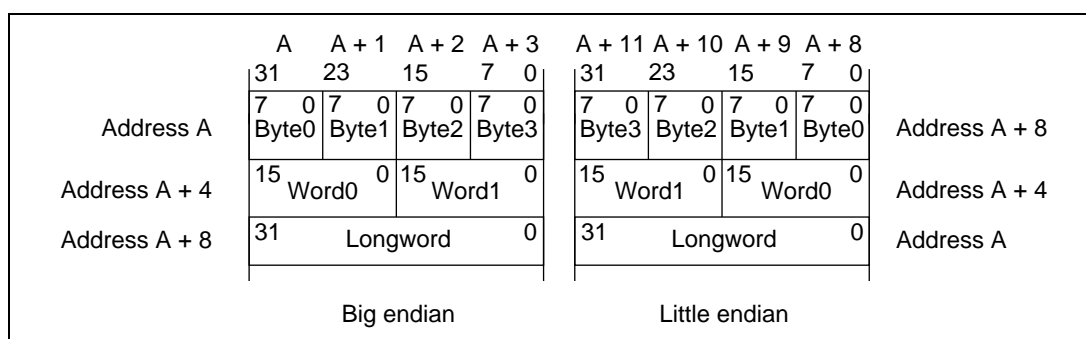 A A + 1 A + 2 A + 3 A + 11 A + 10 A + 9 A + 8
31 23 15 7 0 31 23 15 7 0
7 0 7 0 7 0 7 0 7 0 7 0 7 0 7 0
Address A Byte0 Byte1 Byte2 Byte3 Byte3 Byte2 Byte1 Byte0 Address A + 8
15 0 15 0 15 0 15 0
Address A + 4 Word0 Word1 Word1 Word0 Address A + 4
Address A + 8 31 Longword 0 31 Longword 0 Address A
Big endian Little endian